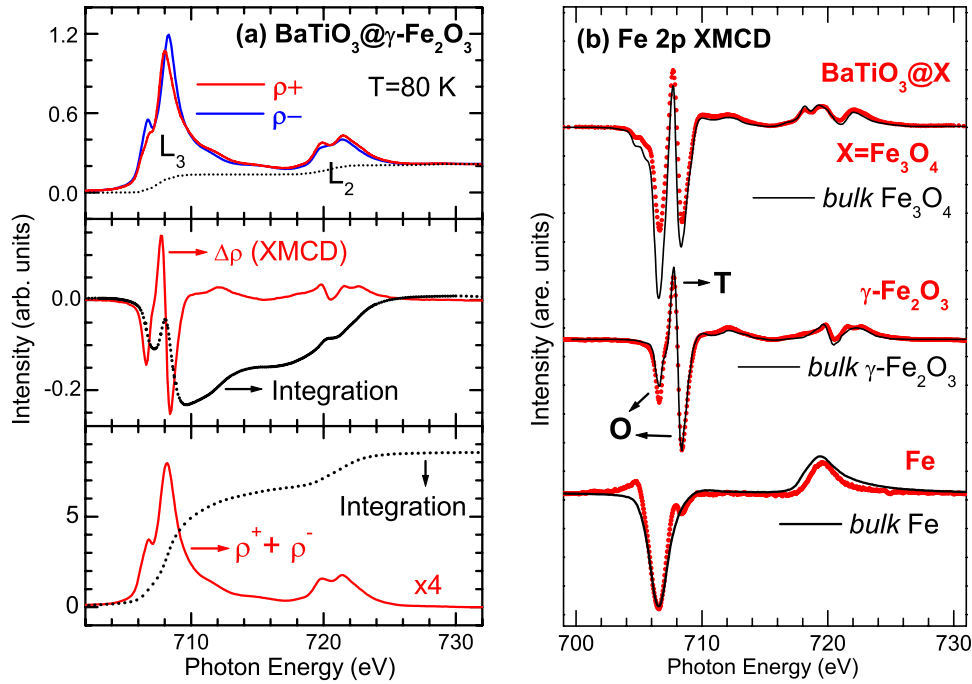 (a) BaTiO3@γ-Fe2O3
1.2
0.6
0.0
ρ+
ρ−
T=80 K
L3
L2
Intensity (arb. units)
0.0
-0.2
Δρ (XMCD)
Integration
5
0
Integration
ρ+ + ρ-
x4
710
720
730
Photon Energy (eV)
(b) Fe 2p XMCD
BaTiO3@X
X=Fe3O4
bulk Fe3O4
T
γ-Fe2O3
bulk γ-Fe2O3
O
Fe
bulk Fe
Intensity (are. units)
700
710
720
730
Photon Energy (eV)